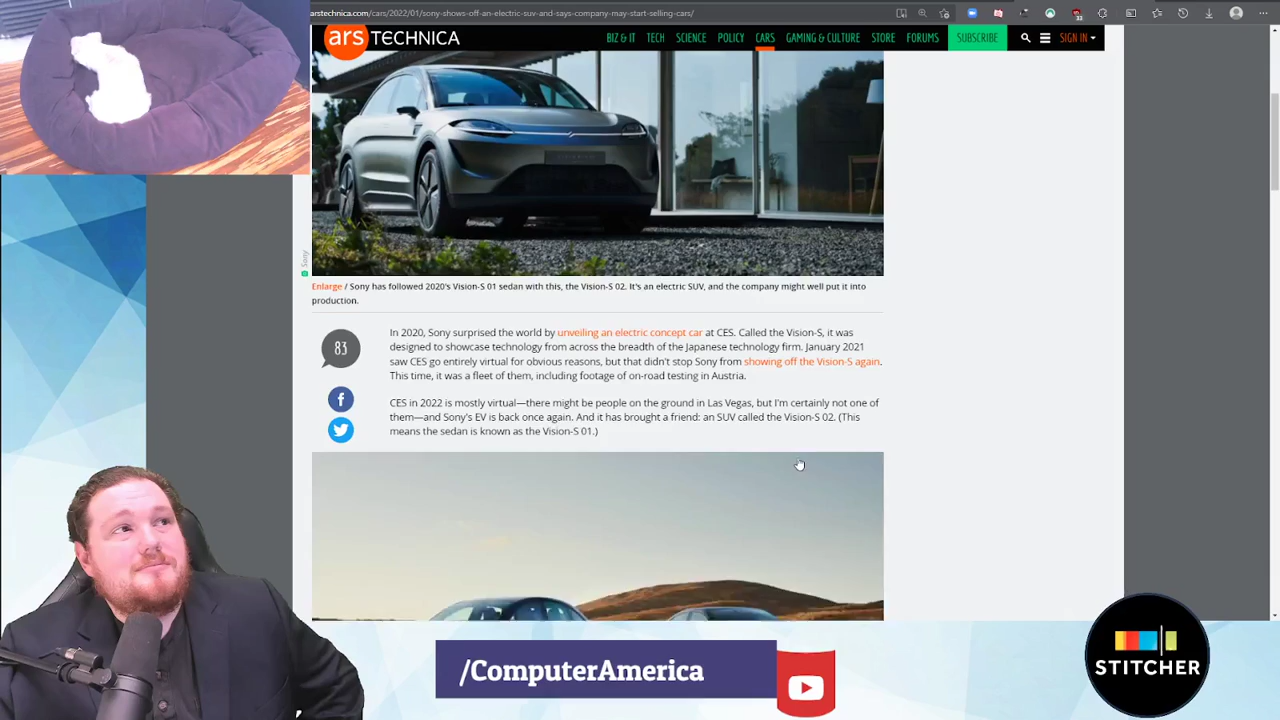 arstechnica.com/cars/2022/01/sony-shows-off-an-electric-suv-and-says-company-may-start-selling-cars/
ars TECHNICA
BIZ & IT TECH SCIENCE POLICY CARS GAMING & CULTURE STORE FORUMS SUBSCRIBE SIGN IN
Sony
Enlarge / Sony has followed 2020's Vision-S 01 sedan with this, the Vision-S 02. It's an electric SUV, and the company might well put it into
production.
83
In 2020, Sony surprised the world by unveiling an electric concept car at CES. Called the Vision-S, it was
designed to showcase technology from across the breadth of the Japanese technology firm. January 2021
saw CES go entirely virtual for obvious reasons, but that didn't stop Sony from showing off the Vision-S again.
This time, it was a fleet of them, including footage of on-road testing in Austria.
CES in 2022 is mostly virtual—there might be people on the ground in Las Vegas, but I'm certainly not one of
them—and Sony's EV is back once again. And it has brought a friend: an SUV called the Vision-S 02. (This
means the sedan is known as the Vision-S 01.)
/ComputerAmerica
STITCHER